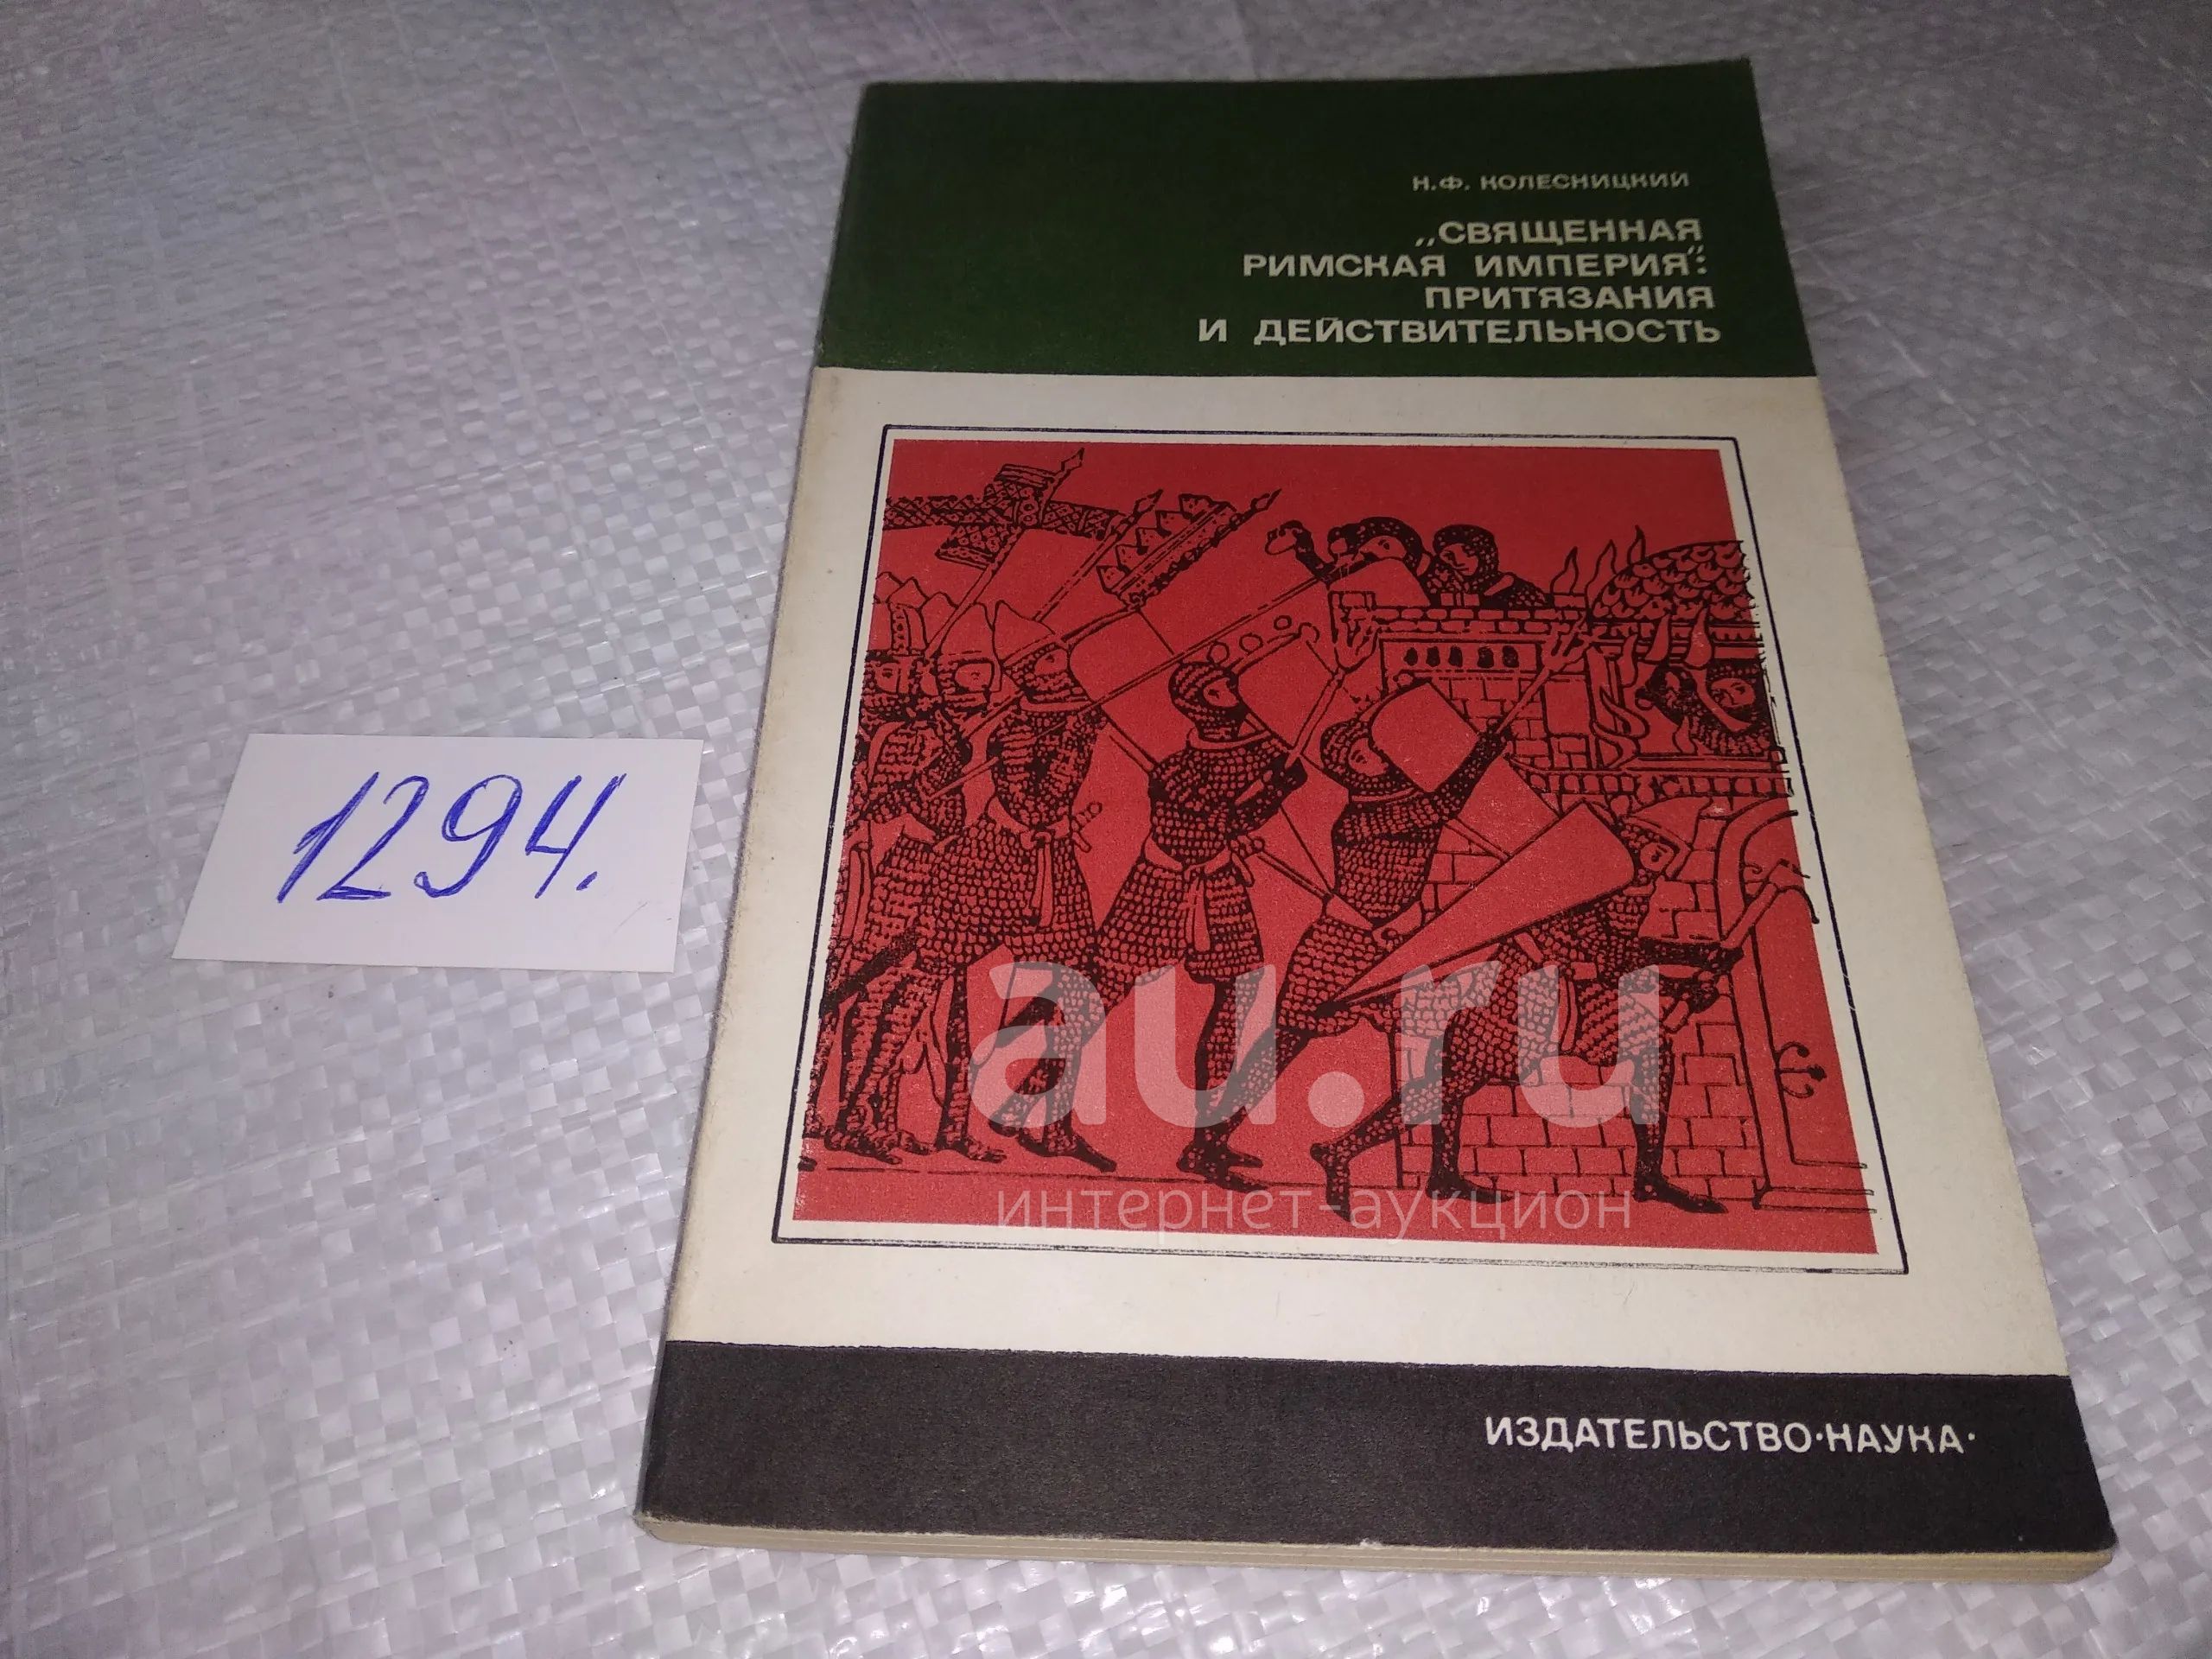 Н.Ф. КОЛЕСНИЦКИЙ
„СВЯЩЕННАЯ
РИМСКАЯ ИМПЕРИЯ":
ПРИТЯЗАНИЯ
И ДЕЙСТВИТЕЛЬНОСТЬ
1294.
au.ru
интернет-аукцион
ИЗДАТЕЛЬСТВО·НАУКА·